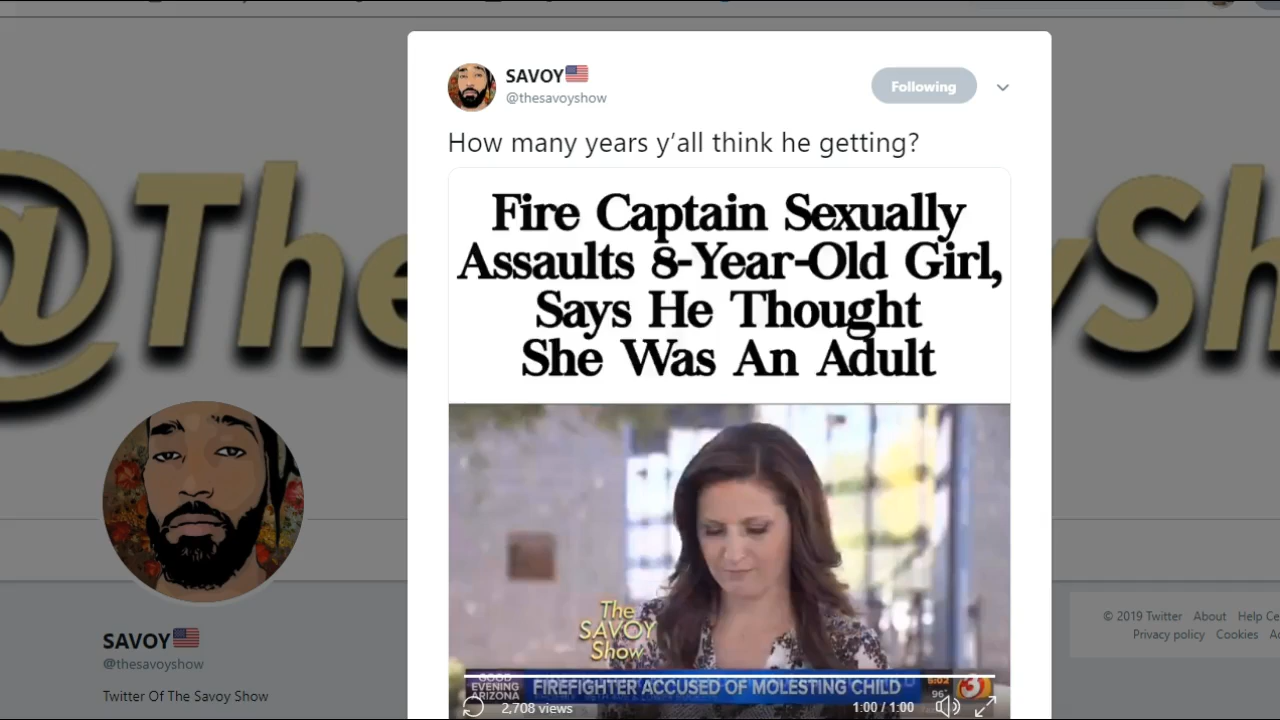 @The
ySh
SAVOY🇺🇸
@thesavoyshow
Following
How many years y’all think he getting?
Fire Captain Sexually
Assaults 8-Year-Old Girl,
Says He Thought
She Was An Adult
The
SAVOY
Show
GOOD
EVENING
ARIZONA
FIREFIGHTER ACCUSED OF MOLESTING CHILD
5:02
96°
3
2,708 views
1:00 / 1:00
SAVOY🇺🇸
@thesavoyshow
Twitter Of The Savoy Show
© 2019 Twitter About Help Ce
Privacy policy Cookies